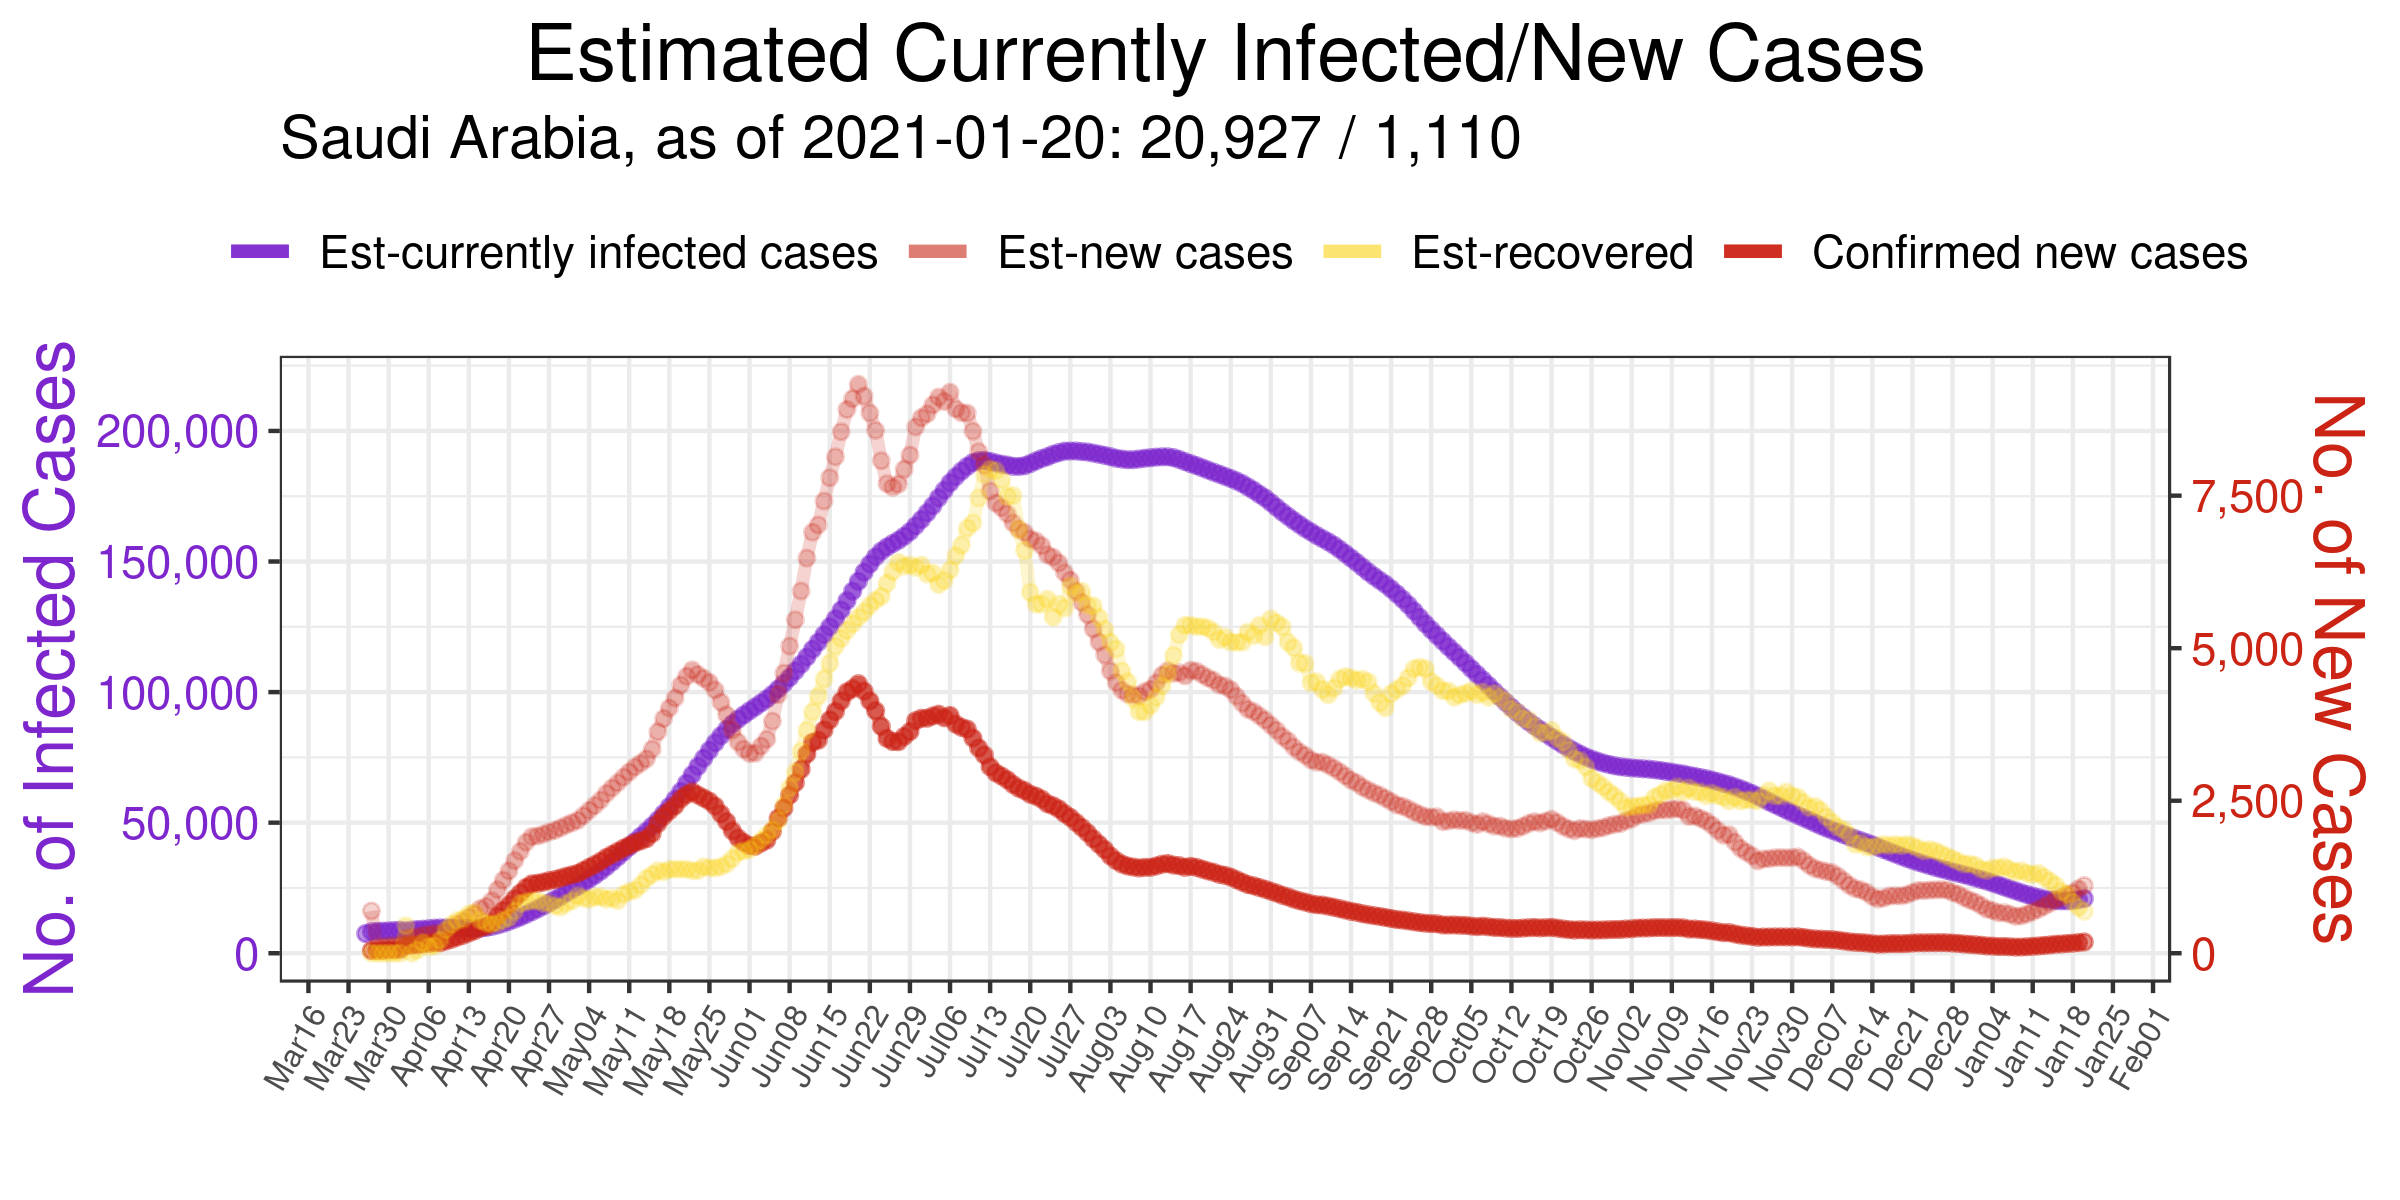 Estimated Currently Infected/New Cases
Saudi Arabia, as of 2021-01-20: 20,927 / 1,110
Est-currently infected cases Est-new cases Est-recovered Confirmed new cases
No. of Infected Cases
200,000
150,000
100,000
50,000
0
No. of New Cases
7,500
5,000
2,500
0
Mar16 Mar23 Mar30 Apr06 Apr13 Apr20 Apr27 May04 May11 May18 May25 Jun01 Jun08 Jun15 Jun22 Jun29 Jul06 Jul13 Jul20 Jul27 Aug03 Aug10 Aug17 Aug24 Aug31 Sep07 Sep14 Sep21 Sep28 Oct05 Oct12 Oct19 Oct26 Nov02 Nov09 Nov16 Nov23 Nov30 Dec07 Dec14 Dec21 Dec28 Jan04 Jan11 Jan18 Jan25 Feb01